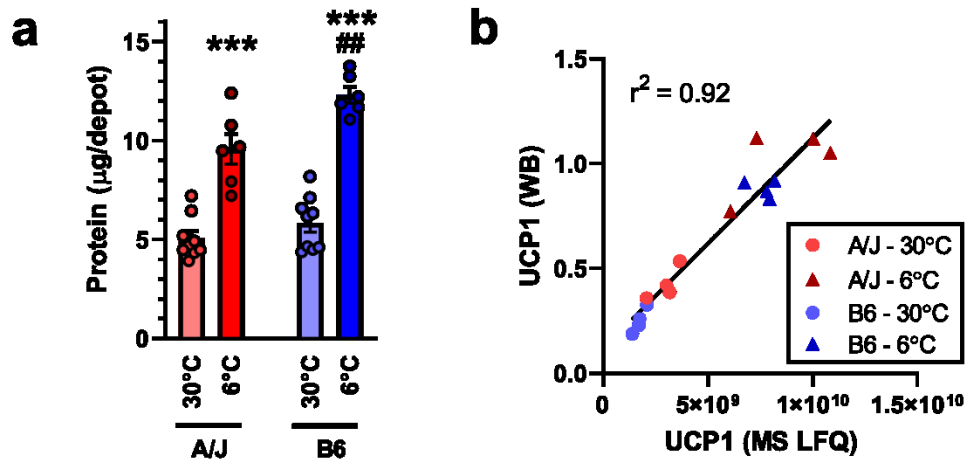 a
Protein (µg/depot)
15
10
5
0
***
***
##
30°C
6°C
30°C
6°C
A/J
B6
b
UCP1 (WB)
1.5
1.0
0.5
0.0
r² = 0.92
A/J - 30°C
A/J - 6°C
B6 - 30°C
B6 - 6°C
0
5×10⁹
1×10¹⁰
1.5×10¹⁰
UCP1 (MS LFQ)